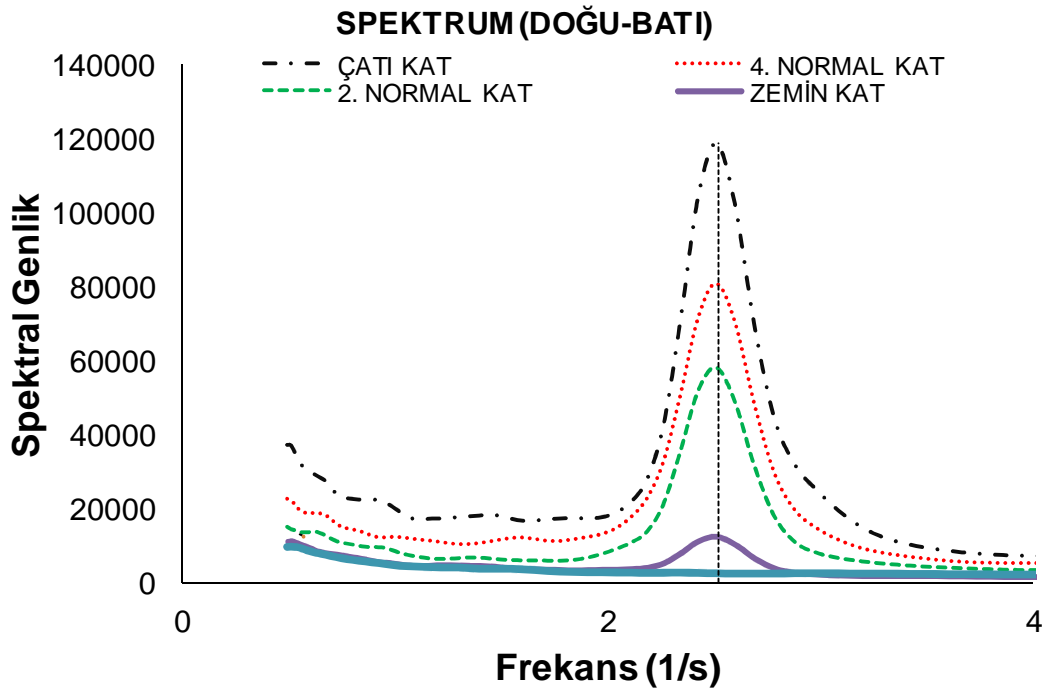 SPEKTRUM (DOĞU-BATI)
ÇATI KAT
4. NORMAL KAT
2. NORMAL KAT
ZEMİN KAT
Spektral Genlik
140000
120000
100000
80000
60000
40000
20000
0
0
2
4
Frekans (1/s)